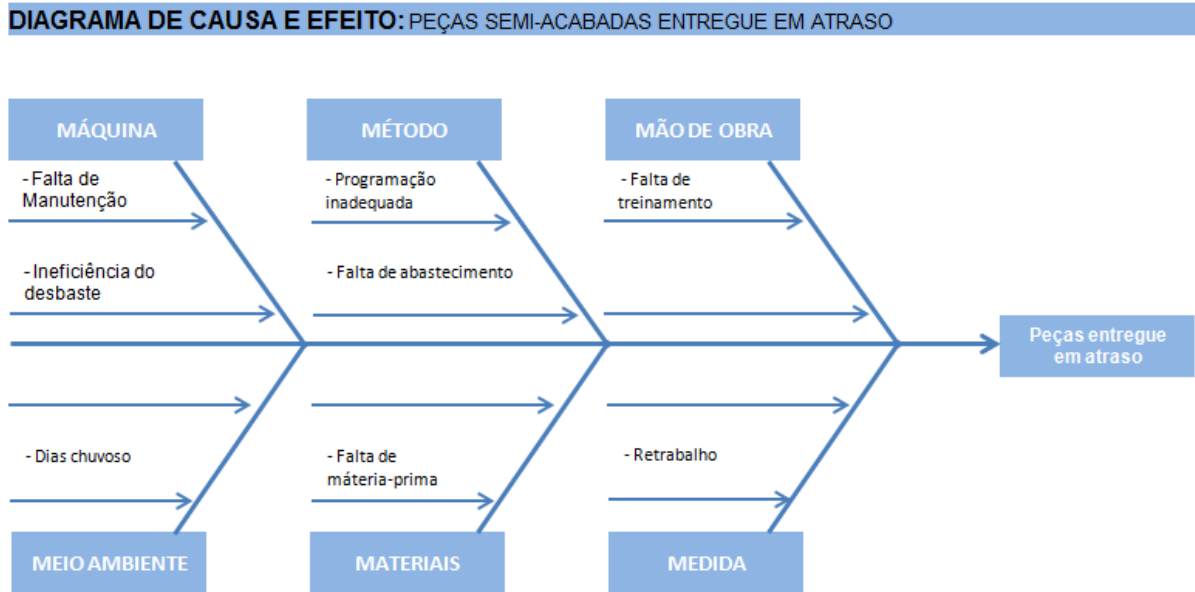 DIAGRAMA DE CAUSA E EFEITO: PEÇAS SEMI-ACABADAS ENTREGUE EM ATRASO
MÁQUINA
MÉTODO
MÃO DE OBRA
- Falta de
Manutenção
- Programação
inadequada
- Falta de
treinamento
- Ineficiência do
desbaste
- Falta de abastecimento
Peças entregue
em atraso
- Dias chuvoso
- Falta de
máteria-prima
- Retrabalho
MEIO AMBIENTE
MATERIAIS
MEDIDA